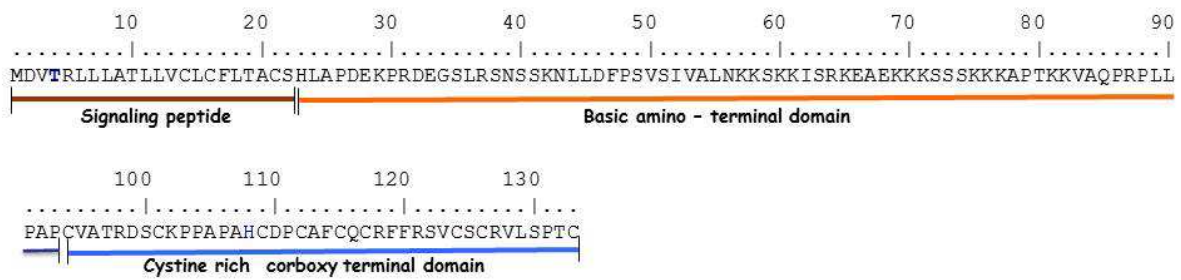 10 20 30 40 50 60 70 80 90
.........|.........|.........|.........|.........|.........|.........|.........|.........|
MDVTRLLLATLLVCLCFLTACSHLAPDEKPRDEGSLRSNSSKNLLDFPSVSIVALNKKSKKISRKEAEKKKSSSKKKAPTKKVAQPRPLL
Signaling peptide Basic amino - terminal domain
100 110 120 130
.........|.........|.........|.........|...
PAPCVATRDSCKPPAPAHCDPCAFCQCRFFRSVCSCRVLSPTC
Cystine rich corboxy terminal domain